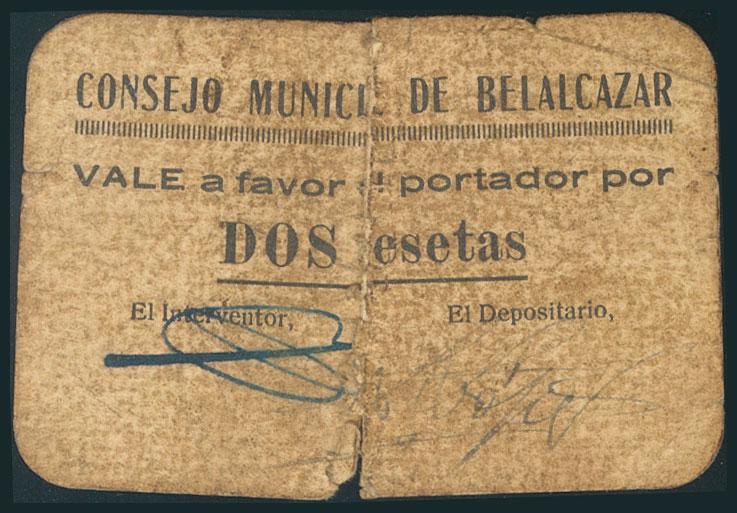 CONSEJO MUNICI DE BELALCAZAR
VALE a favor portador por
DOS esetas
El Interventor, El Depositario,